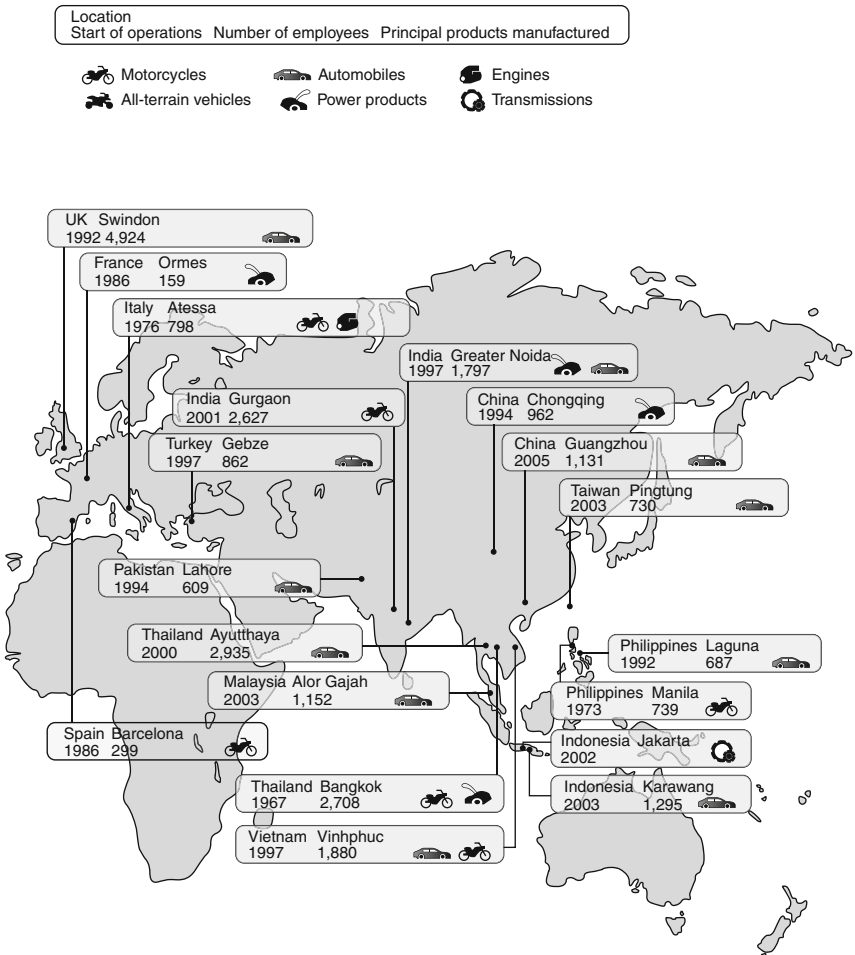 Location
Start of operations Number of employees Principal products manufactured
Motorcycles Automobiles Engines
All-terrain vehicles Power products Transmissions
UK Swindon
1992 4,924
France Ormes
1986 159
Italy Atessa
1976 798
India Greater Noida
1997 1,797
India Gurgaon
2001 2,627
China Chongqing
1994 962
Turkey Gebze
1997 862
China Guangzhou
2005 1,131
Taiwan Pingtung
2003 730
Pakistan Lahore
1994 609
Thailand Ayutthaya
2000 2,935
Philippines Laguna
1992 687
Malaysia Alor Gajah
2003 1,152
Philippines Manila
1973 739
Spain Barcelona
1986 299
Indonesia Jakarta
2002
Thailand Bangkok
1967 2,708
Indonesia Karawang
2003 1,295
Vietnam Vinhphuc
1997 1,880